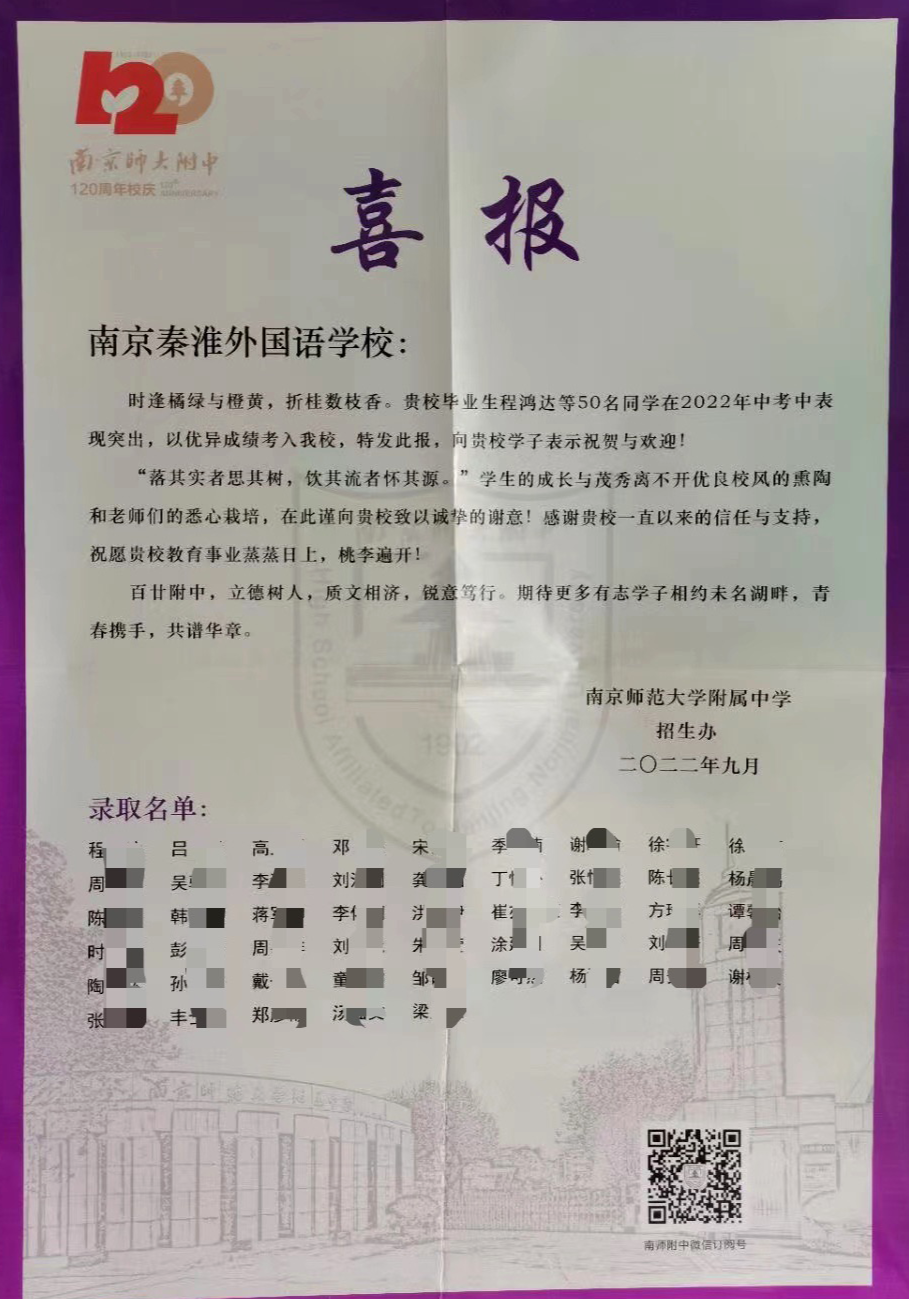 120
南京师大附中
120周年校庆 120th ANNIVERSARY
喜报
南京秦淮外国语学校：
时逢橘绿与橙黄，折桂数枝香。贵校毕业生程鸿达等50名同学在2022年中考中表
现突出，以优异成绩考入我校，特发此报，向贵校学子表示祝贺与欢迎！
“落其实者思其树，饮其流者怀其源。”学生的成长与茂秀离不开优良校风的熏陶
和老师们的悉心栽培，在此谨向贵校致以诚挚的谢意！感谢贵校一直以来的信任与支持，
祝愿贵校教育事业蒸蒸日上，桃李遍开！
百廿附中，立德树人，质文相济，锐意笃行。期待更多有志学子相约未名湖畔，青
春携手，共谱华章。
南京师范大学附属中学
招生办
二〇二二年九月
1902
录取名单：
程 吕 高 邓 宋 季 谢 徐 徐
周 吴 李 刘 龚 丁 张 陈 杨
陈 韩 蒋 李 洪 崔 李 方 谭
时 彭 周 刘 朱 涂 吴 刘 周
陶 孙 戴 童 邹 廖 杨 周 谢
张 丰 郑 汤 梁
南师附中微信订阅号